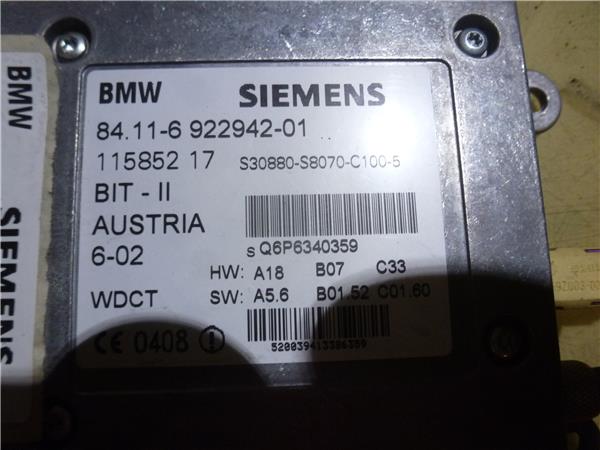 BMW SIEMENS
84.11-6 922942-01
115852 17 S30880-S8070-C100-5
BIT - II
AUSTRIA
6-02 S Q6P6340359
HW: A18 B07 C33
WDCT SW: A5.6 B01.52 C01.60
CE 0408
520039413386359
BMW
SIEMENS